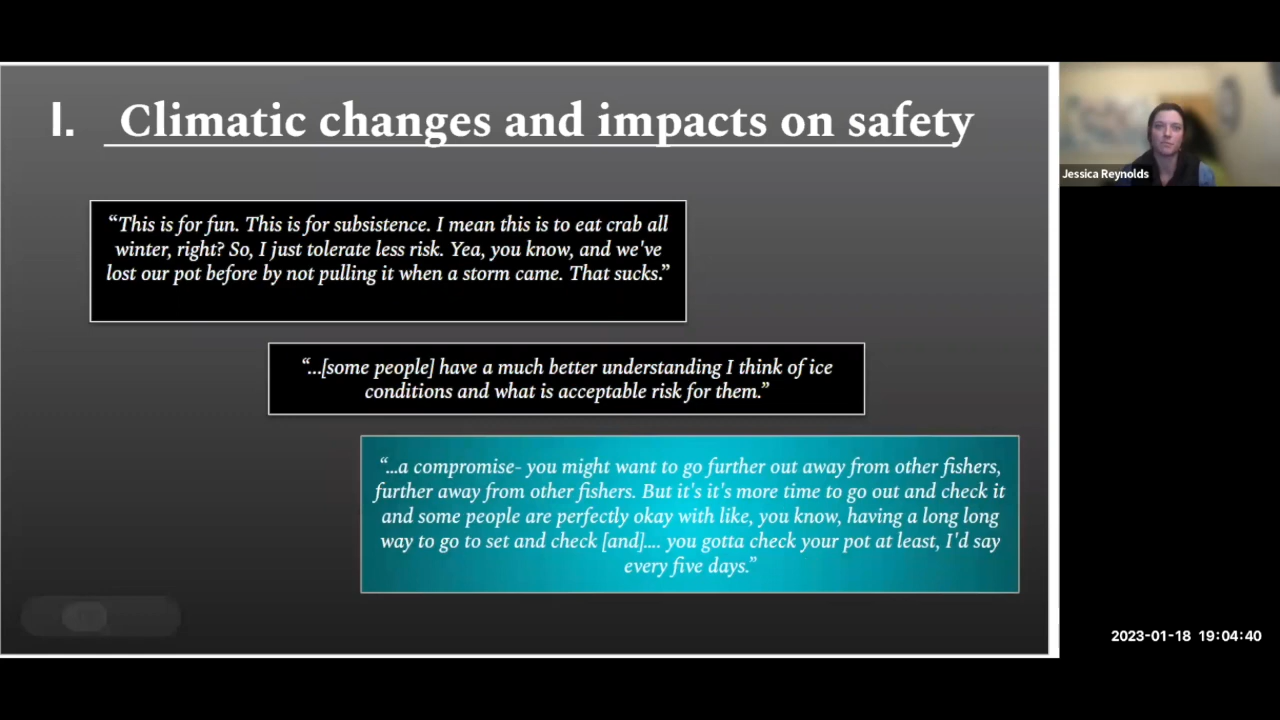 I. Climatic changes and impacts on safety
“This is for fun. This is for subsistence. I mean this is to eat crab all
winter, right? So, I just tolerate less risk. Yea, you know, and we've
lost our pot before by not pulling it when a storm came. That sucks.”
“...[some people] have a much better understanding I think of ice
conditions and what is acceptable risk for them.”
“...a compromise- you might want to go further out away from other fishers,
further away from other fishers. But it's it's more time to go out and check it
and some people are perfectly okay with like, you know, having a long long
way to go to set and check [and].... you gotta check your pot at least, I'd say
every five days.”
Jessica Reynolds
2023-01-18 19:04:40